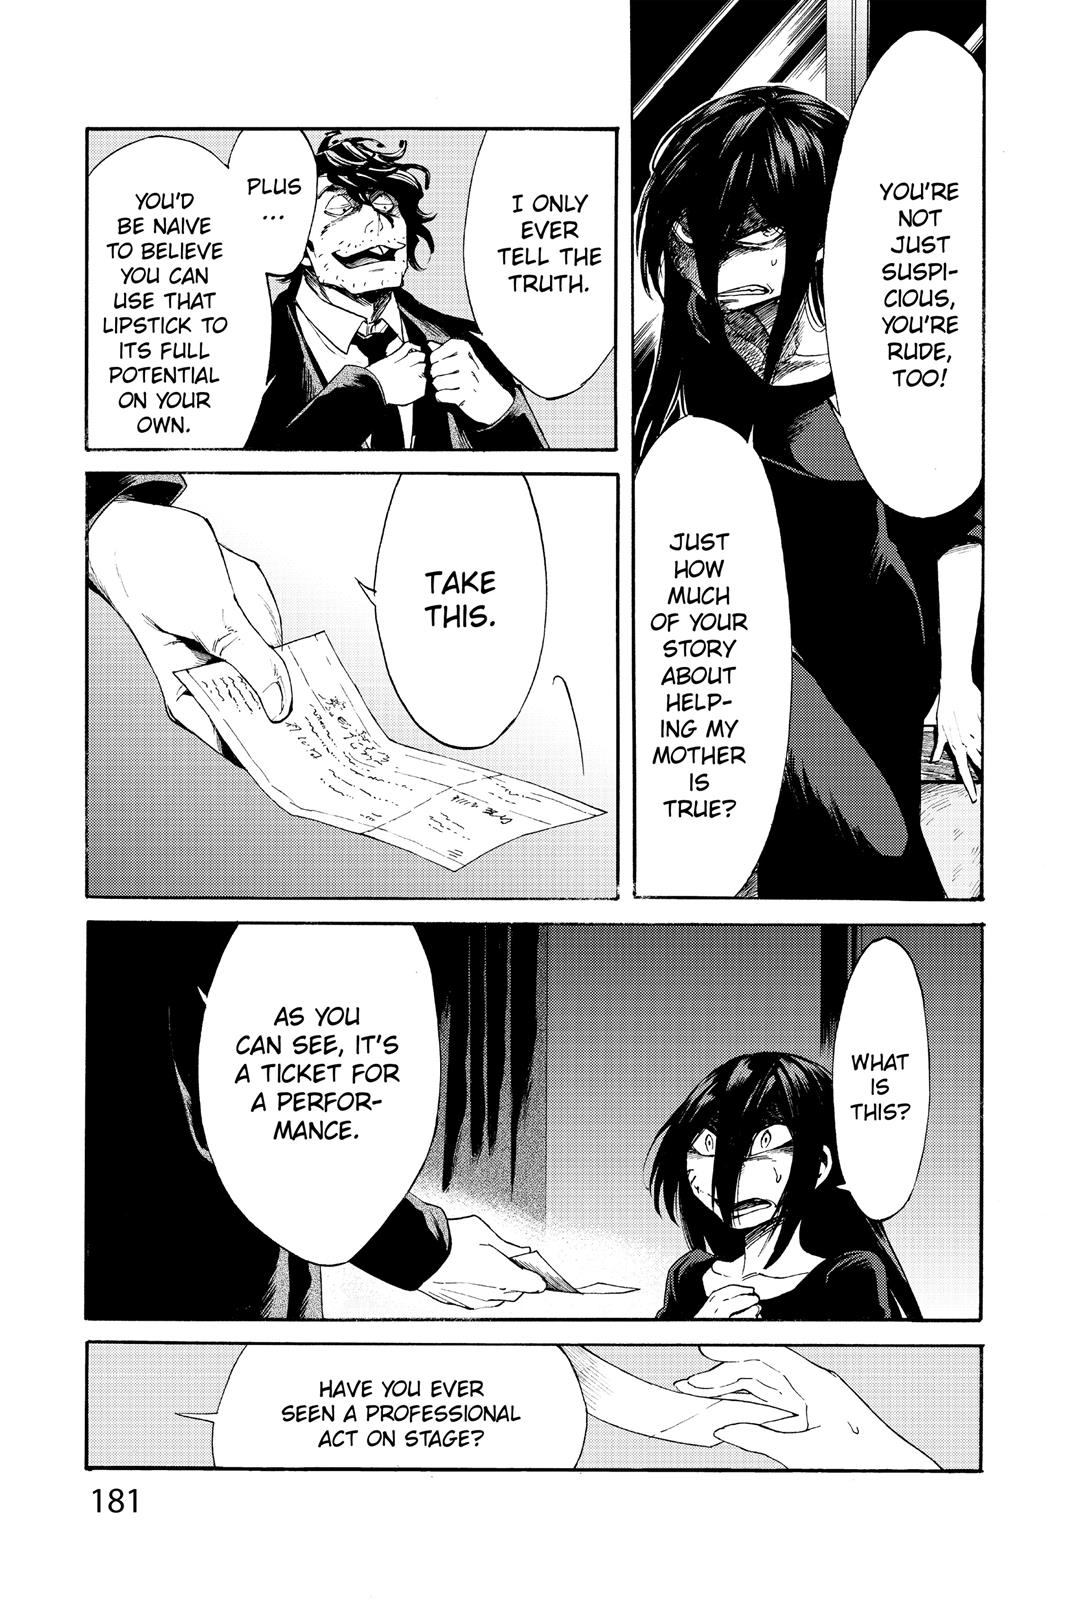 YOU'RE
NOT
JUST
SUSPI-
CIOUS,
YOU'RE
RUDE,
TOO!
JUST
HOW
MUCH
OF YOUR
STORY
ABOUT
HELP-
ING MY
MOTHER
IS
TRUE?
I ONLY
EVER
TELL THE
TRUTH.
PLUS
...
YOU'D
BE NAIVE
TO BELIEVE
YOU CAN
USE THAT
LIPSTICK TO
ITS FULL
POTENTIAL
ON YOUR
OWN.
TAKE
THIS.
WHAT
IS
THIS?
AS YOU
CAN SEE, IT'S
A TICKET FOR
A PERFOR-
MANCE.
HAVE YOU EVER
SEEN A PROFESSIONAL
ACT ON STAGE?
181